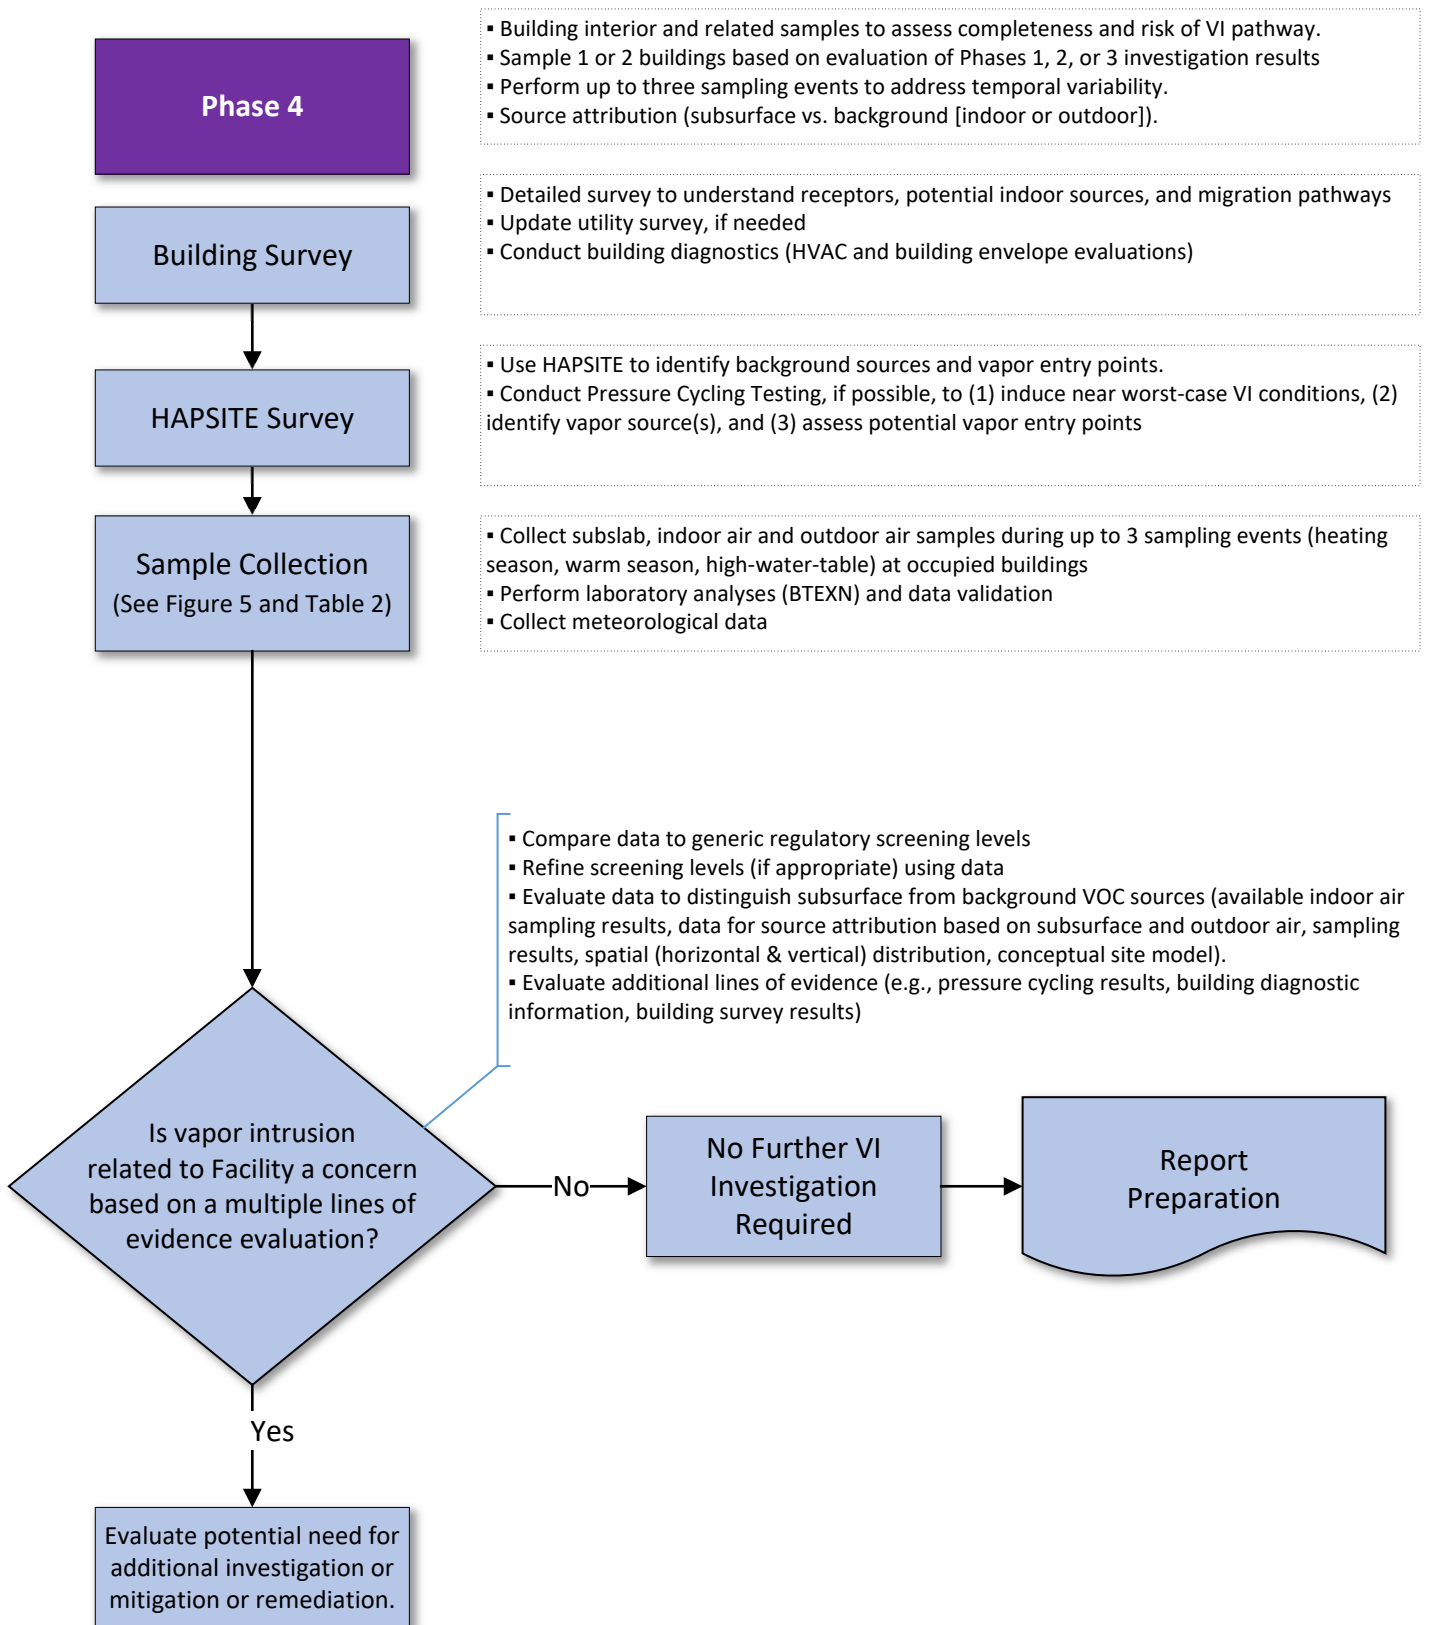 Phase 4
▪ Building interior and related samples to assess completeness and risk of VI pathway.
▪ Sample 1 or 2 buildings based on evaluation of Phases 1, 2, or 3 investigation results
▪ Perform up to three sampling events to address temporal variability.
▪ Source attribution (subsurface vs. background [indoor or outdoor]).
Building Survey
▪ Detailed survey to understand receptors, potential indoor sources, and migration pathways
▪ Update utility survey, if needed
▪ Conduct building diagnostics (HVAC and building envelope evaluations)
HAPSITE Survey
▪ Use HAPSITE to identify background sources and vapor entry points.
▪ Conduct Pressure Cycling Testing, if possible, to (1) induce near worst-case VI conditions, (2)
identify vapor source(s), and (3) assess potential vapor entry points
Sample Collection
(See Figure 5 and Table 2)
▪ Collect subslab, indoor air and outdoor air samples during up to 3 sampling events (heating
season, warm season, high-water-table) at occupied buildings
▪ Perform laboratory analyses (BTEXN) and data validation
▪ Collect meteorological data
▪ Compare data to generic regulatory screening levels
▪ Refine screening levels (if appropriate) using data
▪ Evaluate data to distinguish subsurface from background VOC sources (available indoor air
sampling results, data for source attribution based on subsurface and outdoor air, sampling
results, spatial (horizontal & vertical) distribution, conceptual site model).
▪ Evaluate additional lines of evidence (e.g., pressure cycling results, building diagnostic
information, building survey results)
Is vapor intrusion
related to Facility a concern
based on a multiple lines of
evidence evaluation?
No
No Further VI
Investigation
Required
Report
Preparation
Yes
Evaluate potential need for
additional investigation or
mitigation or remediation.